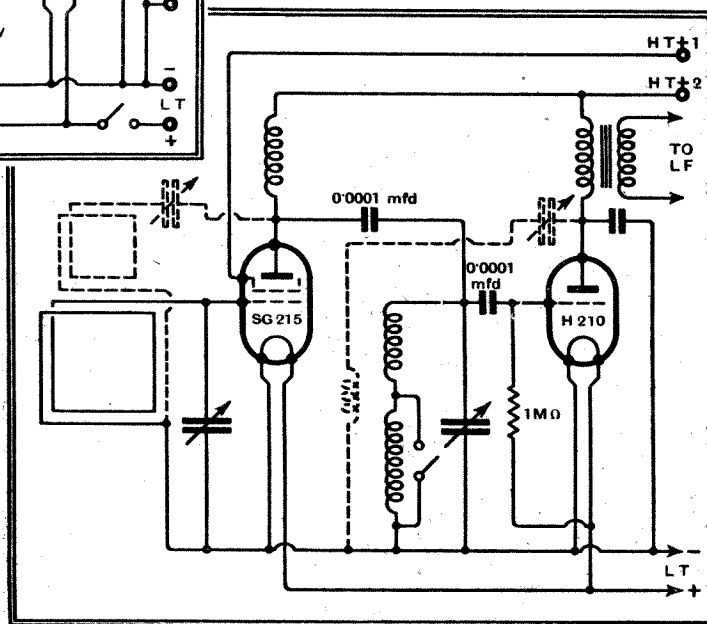 −
LT
+
HT+1
HT+2
TO
LF
0·0001 mfd
0·0001
mfd
SG 215
H 210
1MΩ
−
LT
+